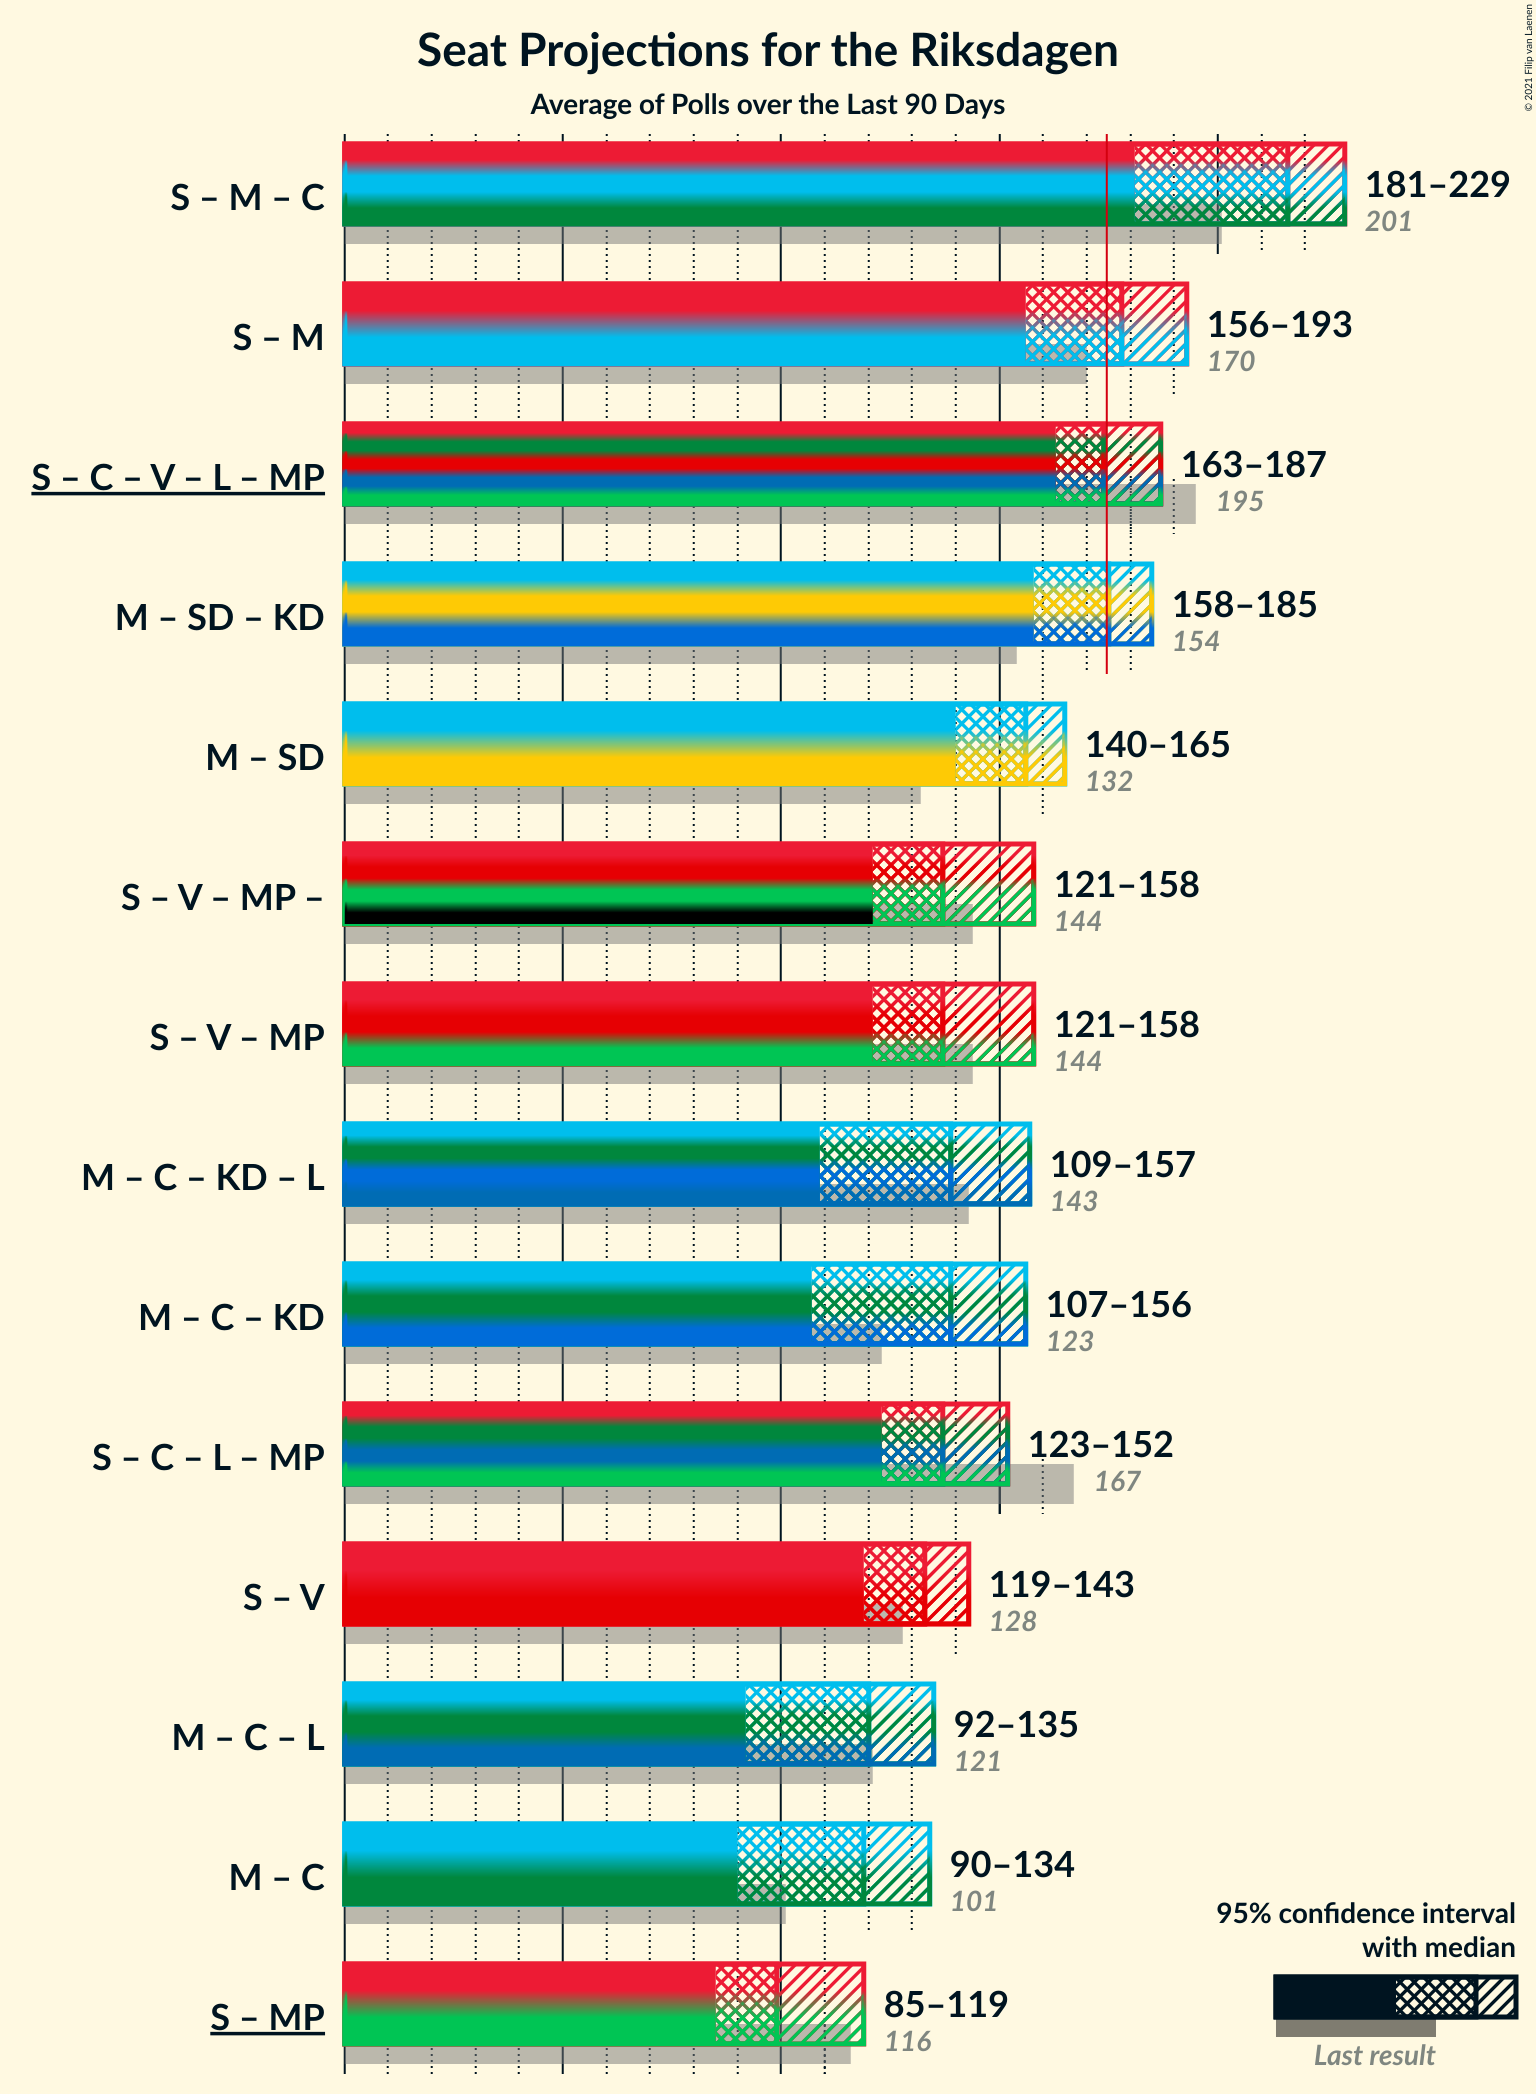 Seat Projections for the Riksdagen
Average of Polls over the Last 90 Days
© 2021 Filip van Laenen
S – M – C
181–229
201
S – M
156–193
170
S – C – V – L – MP
163–187
195
M – SD – KD
158–185
154
M – SD
140–165
132
S – V – MP –
121–158
144
S – V – MP
121–158
144
M – C – KD – L
109–157
143
M – C – KD
107–156
123
S – C – L – MP
123–152
167
S – V
119–143
128
M – C – L
92–135
121
M – C
90–134
101
S – MP
85–119
116
95% confidence interval
with median
Last result